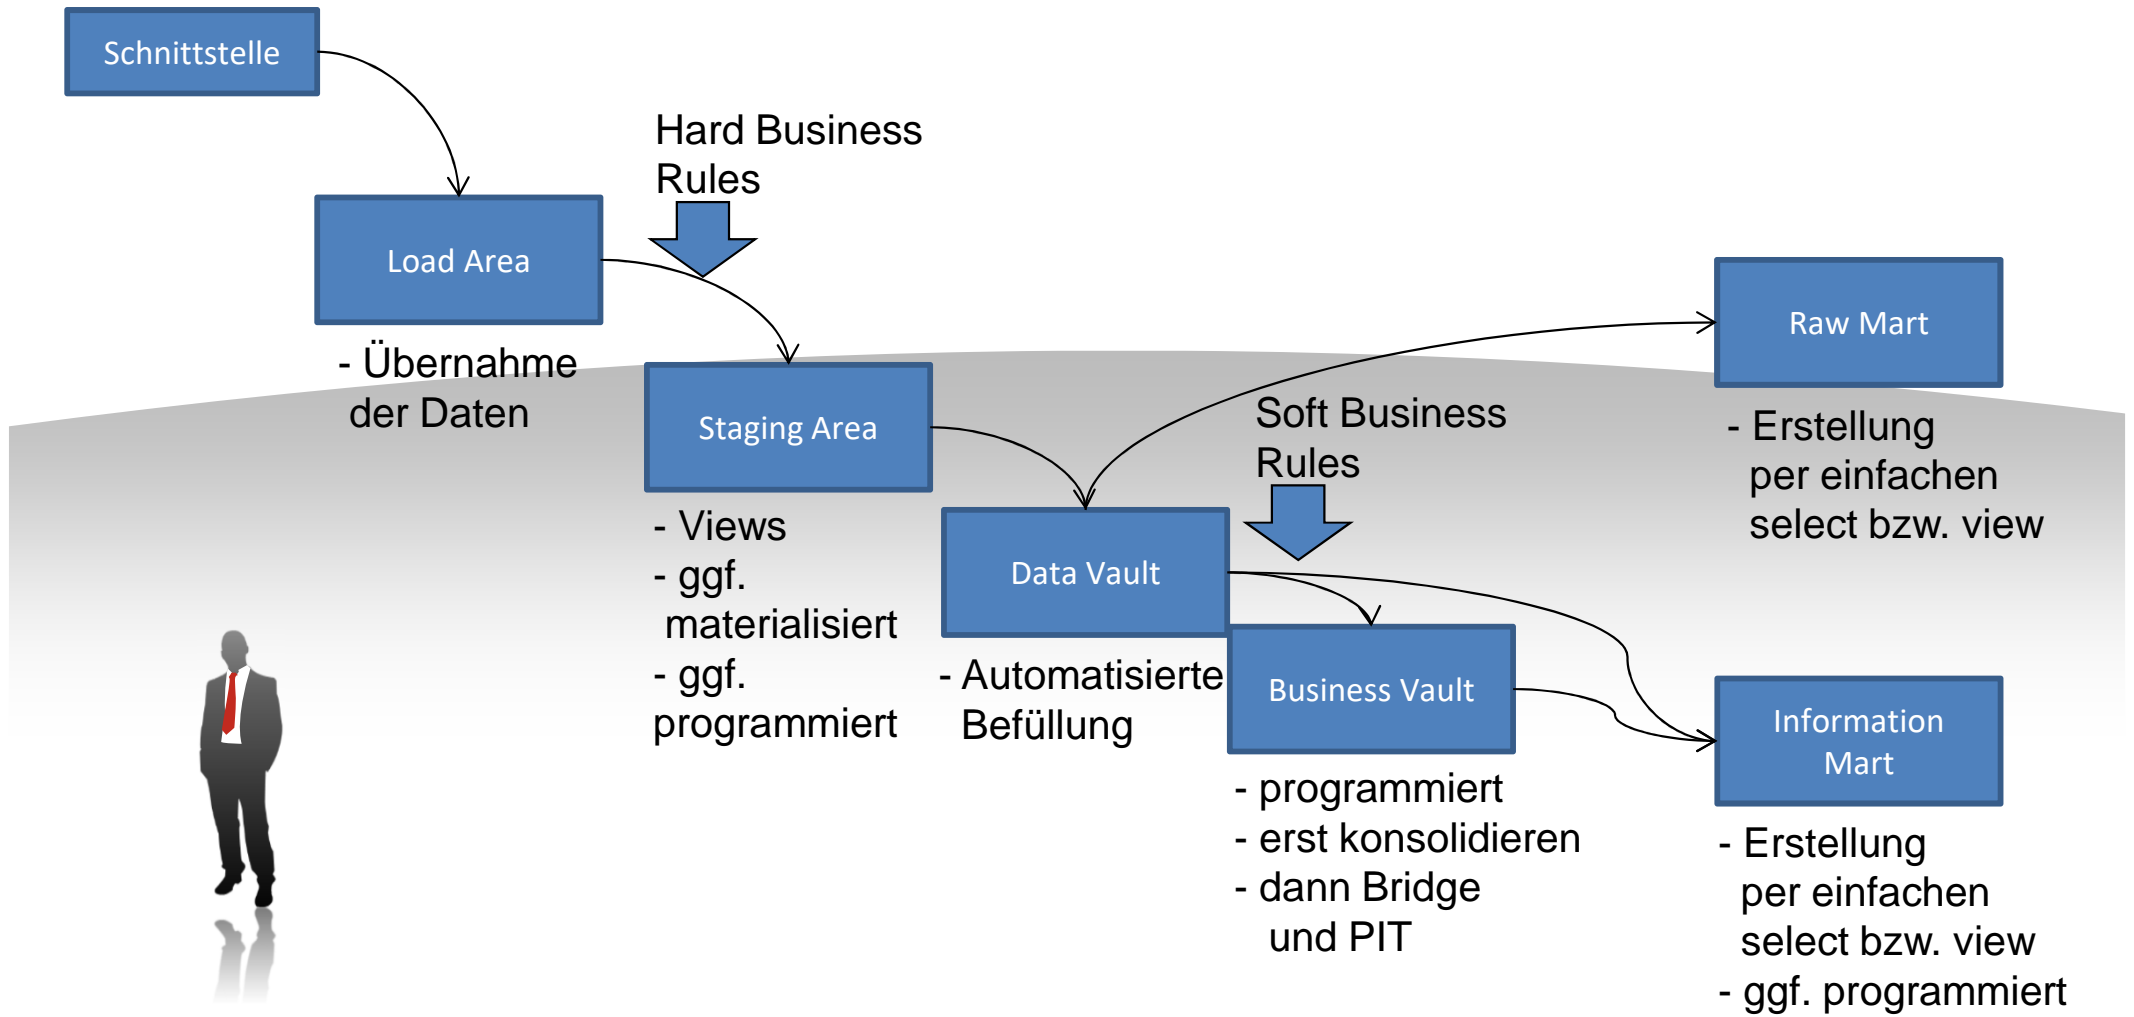 Schnittstelle
Hard Business
Rules
Load Area
- Übernahme
der Daten
Staging Area
- Views
- ggf.
materialisiert
- ggf.
programmiert
Data Vault
- Automatisierte
Befüllung
Soft Business
Rules
Business Vault
- programmiert
- erst konsolidieren
- dann Bridge
und PIT
Raw Mart
- Erstellung
per einfachen
select bzw. view
Information
Mart
- Erstellung
per einfachen
select bzw. view
- ggf. programmiert